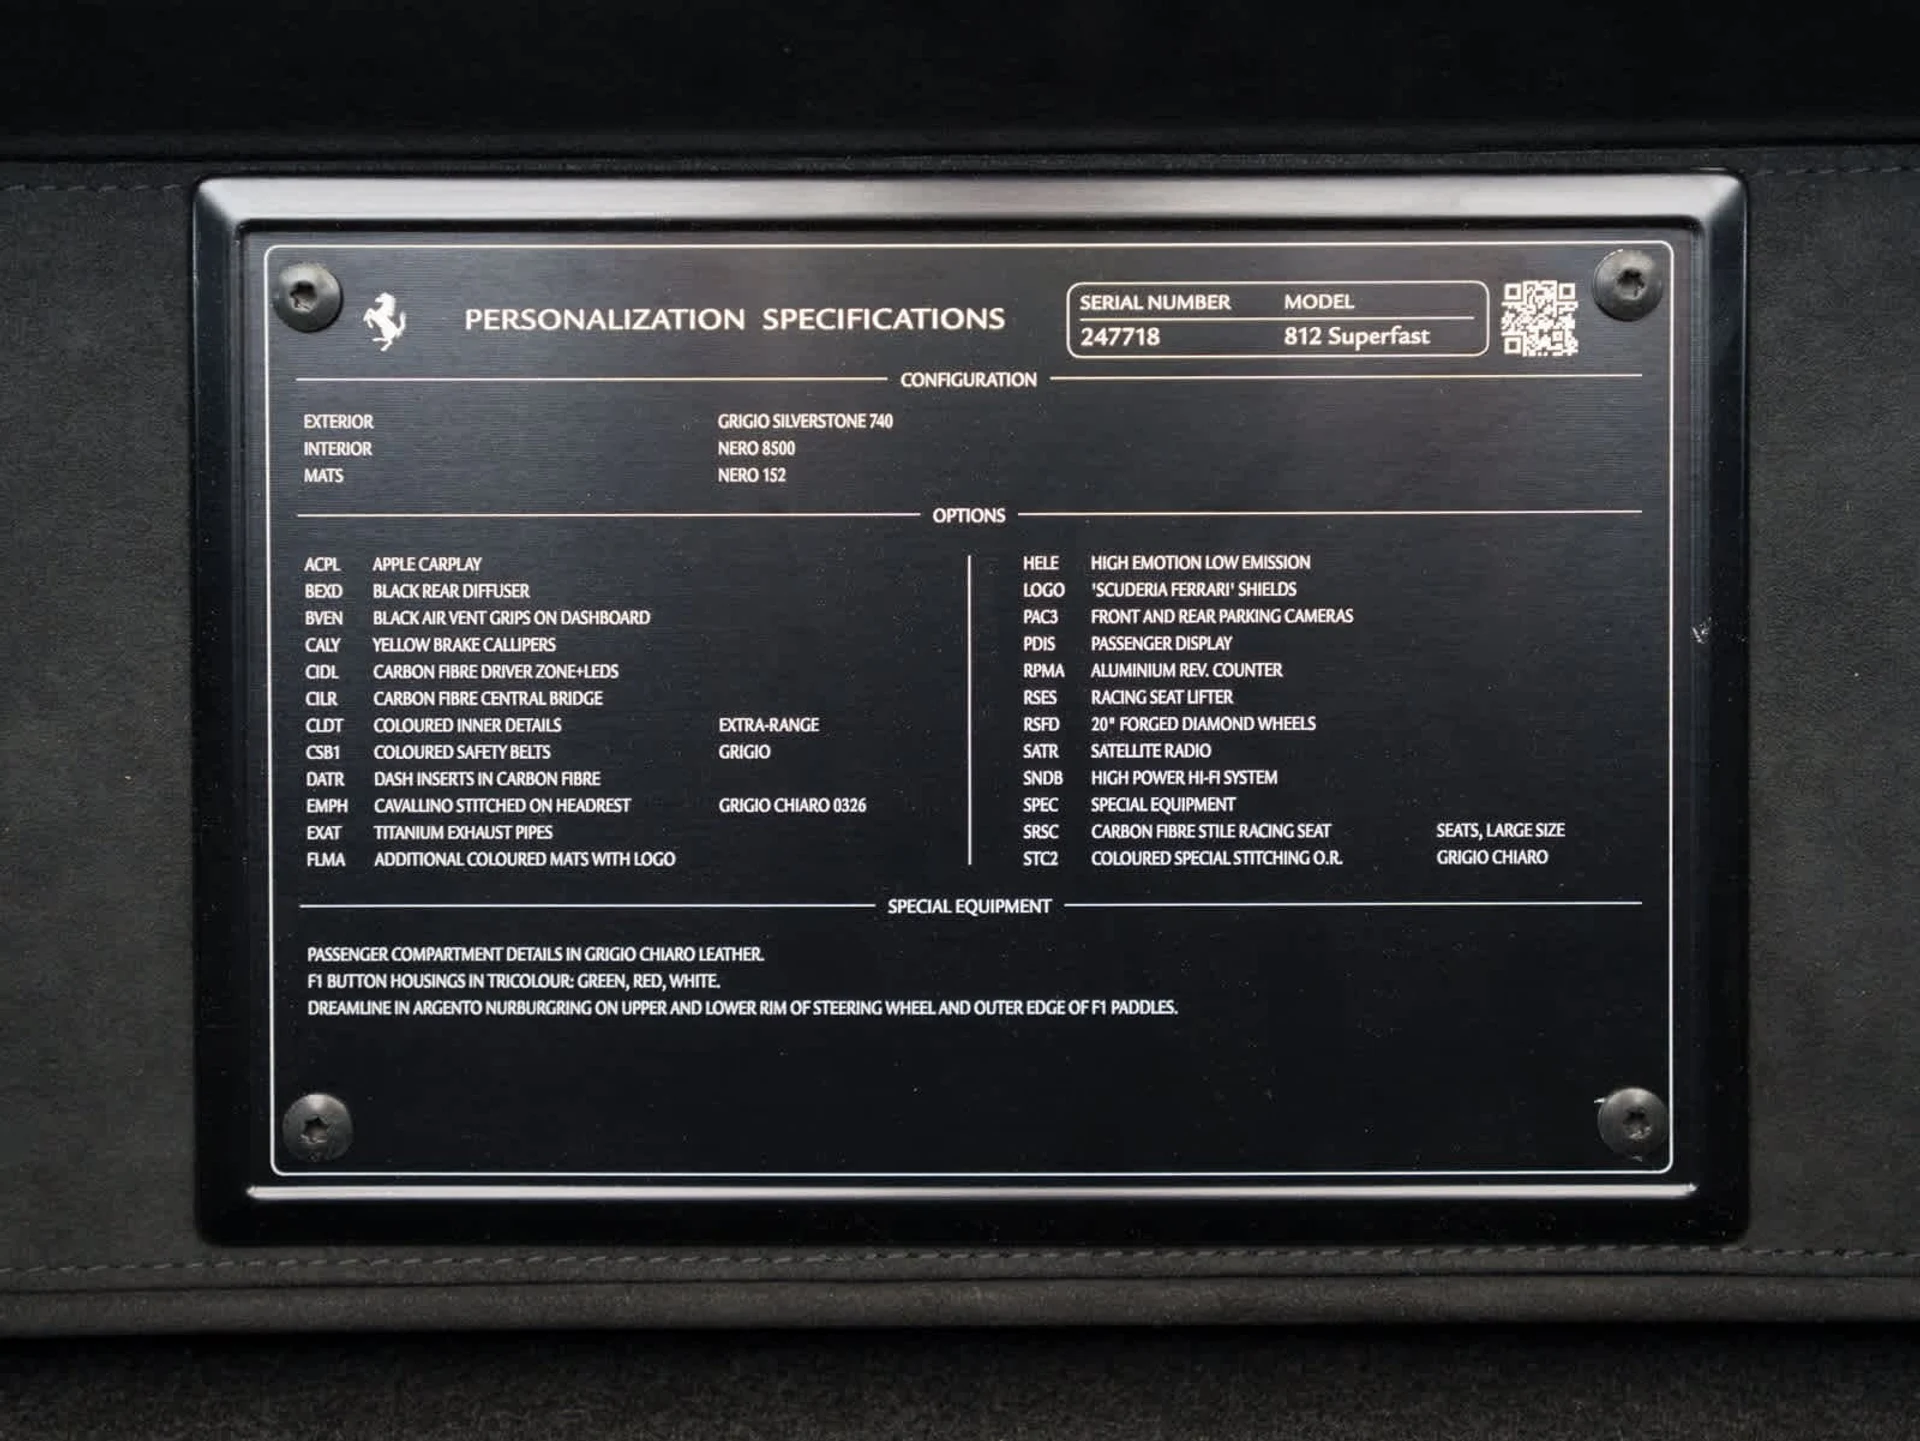 PERSONALIZATION SPECIFICATIONS
SERIAL NUMBER MODEL
247718 812 Superfast
CONFIGURATION
EXTERIOR GRIGIO SILVERSTONE 740
INTERIOR NERO 8500
MATS NERO 152
OPTIONS
ACPL APPLE CARPLAY
BEXD BLACK REAR DIFFUSER
BVEN BLACK AIR VENT GRIPS ON DASHBOARD
CALY YELLOW BRAKE CALLIPERS
CIDL CARBON FIBRE DRIVER ZONE+LEDS
CILR CARBON FIBRE CENTRAL BRIDGE
CLDT COLOURED INNER DETAILS EXTRA-RANGE
CSB1 COLOURED SAFETY BELTS GRIGIO
DATR DASH INSERTS IN CARBON FIBRE
EMPH CAVALLINO STITCHED ON HEADREST GRIGIO CHIARO 0326
EXAT TITANIUM EXHAUST PIPES
FLMA ADDITIONAL COLOURED MATS WITH LOGO
HELE HIGH EMOTION LOW EMISSION
LOGO 'SCUDERIA FERRARI' SHIELDS
PAC3 FRONT AND REAR PARKING CAMERAS
PDIS PASSENGER DISPLAY
RPMA ALUMINIUM REV. COUNTER
RSES RACING SEAT LIFTER
RSFD 20" FORGED DIAMOND WHEELS
SATR SATELLITE RADIO
SNDB HIGH POWER HI-FI SYSTEM
SPEC SPECIAL EQUIPMENT
SRSC CARBON FIBRE STILE RACING SEAT SEATS, LARGE SIZE
STC2 COLOURED SPECIAL STITCHING O.R. GRIGIO CHIARO
SPECIAL EQUIPMENT
PASSENGER COMPARTMENT DETAILS IN GRIGIO CHIARO LEATHER.
F1 BUTTON HOUSINGS IN TRICOLOUR: GREEN, RED, WHITE.
DREAMLINE IN ARGENTO NURBURGRING ON UPPER AND LOWER RIM OF STEERING WHEEL AND OUTER EDGE OF F1 PADDLES.